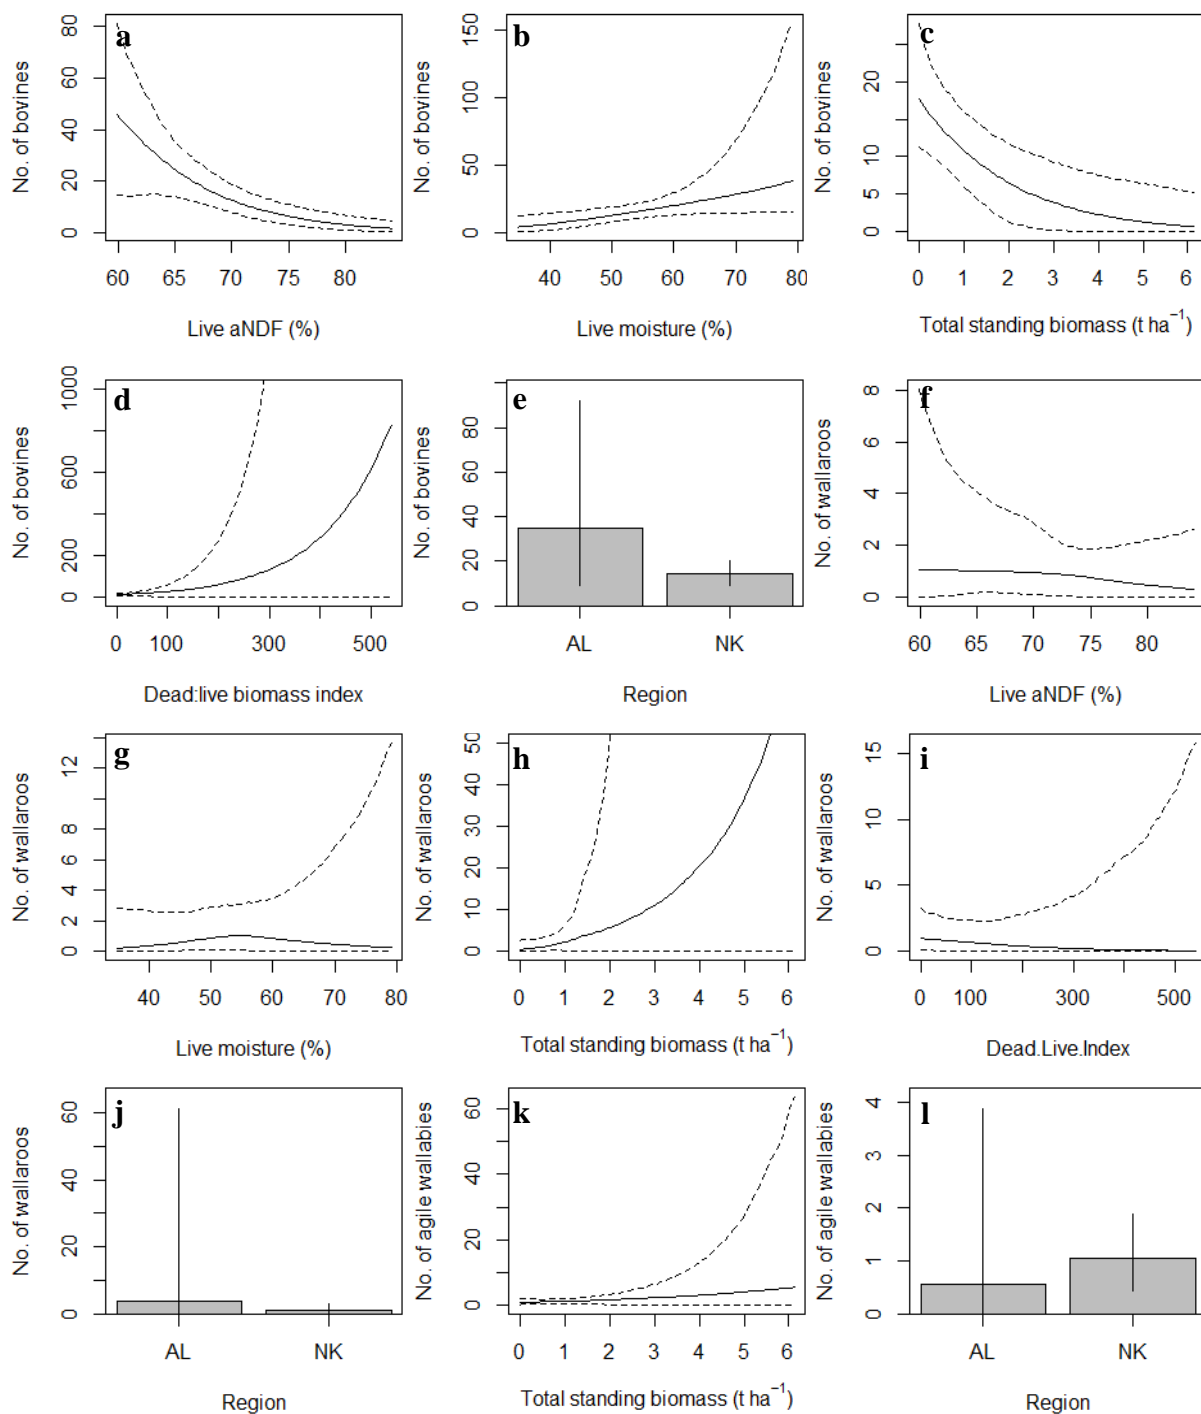 a
No. of bovines
80
60
40
20
0
60 65 70 75 80
Live aNDF (%)
b
No. of bovines
150
100
50
0
40 50 60 70 80
Live moisture (%)
c
No. of bovines
20
10
5
0
0 1 2 3 4 5 6
Total standing biomass (t ha⁻¹)
d
No. of bovines
1000
600
200
0
0 100 300 500
Dead:live biomass index
e
No. of bovines
80
60
40
20
0
AL NK
Region
f
No. of wallaroos
8
6
4
2
0
60 65 70 75 80
Live aNDF (%)
g
No. of wallaroos
12
8
6
4
2
0
40 50 60 70 80
Live moisture (%)
h
No. of wallaroos
50
40
30
20
10
0
0 1 2 3 4 5 6
Total standing biomass (t ha⁻¹)
i
No. of wallaroos
15
10
5
0
0 100 300 500
Dead.Live.Index
j
No. of wallaroos
60
40
20
0
AL NK
Region
k
No. of agile wallabies
60
40
20
0
0 1 2 3 4 5 6
Total standing biomass (t ha⁻¹)
l
No. of agile wallabies
4
3
2
1
0
AL NK
Region